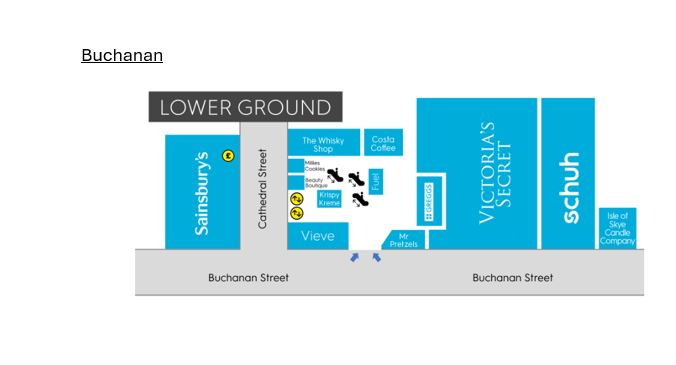 Buchanan
LOWER GROUND
Sainsbury's
£
Cathedral Street
The Whisky
Shop
Costa
Coffee
Millies
Cookies
Beauty
Boutique
Krispy
Kreme
Fuel
Vieve
Mr
Pretzels
GREGGS
VICTORIA'S
SECRET
schuh
Isle of
Skye
Candle
Company
Buchanan Street
Buchanan Street